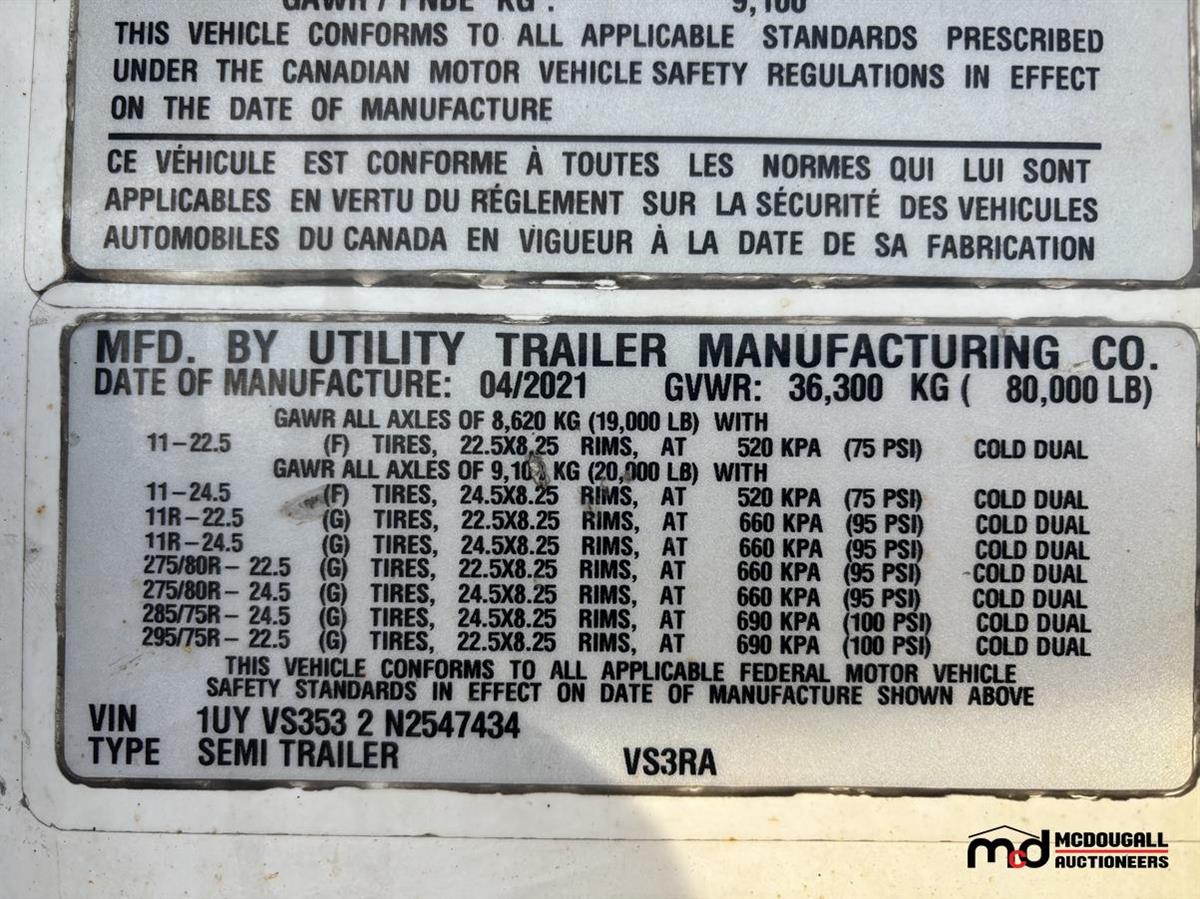 GAWR / PNBE KG : 9,100
THIS VEHICLE CONFORMS TO ALL APPLICABLE STANDARDS PRESCRIBED
UNDER THE CANADIAN MOTOR VEHICLE SAFETY REGULATIONS IN EFFECT
ON THE DATE OF MANUFACTURE
CE VÉHICULE EST CONFORME À TOUTES LES NORMES QUI LUI SONT
APPLICABLES EN VERTU DU RÉGLEMENT SUR LA SÉCURITÉ DES VEHICULES
AUTOMOBILES DU CANADA EN VIGUEUR À LA DATE DE SA FABRICATION
MFD. BY UTILITY TRAILER MANUFACTURING CO.
DATE OF MANUFACTURE: 04/2021 GVWR: 36,300 KG ( 80,000 LB)
GAWR ALL AXLES OF 8,620 KG (19,000 LB) WITH
11-22.5 (F) TIRES, 22.5X8.25 RIMS, AT 520 KPA (75 PSI) COLD DUAL
GAWR ALL AXLES OF 9,100 KG (20,000 LB) WITH
11-24.5 (F) TIRES, 24.5X8.25 RIMS, AT 520 KPA (75 PSI) COLD DUAL
11R-22.5 (G) TIRES, 22.5X8.25 RIMS, AT 660 KPA (95 PSI) COLD DUAL
11R-24.5 (G) TIRES, 24.5X8.25 RIMS, AT 660 KPA (95 PSI) COLD DUAL
275/80R- 22.5 (G) TIRES, 22.5X8.25 RIMS, AT 660 KPA (95 PSI) COLD DUAL
275/80R- 24.5 (G) TIRES, 24.5X8.25 RIMS, AT 660 KPA (95 PSI) COLD DUAL
285/75R- 24.5 (G) TIRES, 24.5X8.25 RIMS, AT 690 KPA (100 PSI) COLD DUAL
295/75R- 22.5 (G) TIRES, 22.5X8.25 RIMS, AT 690 KPA (100 PSI) COLD DUAL
THIS VEHICLE CONFORMS TO ALL APPLICABLE FEDERAL MOTOR VEHICLE
SAFETY STANDARDS IN EFFECT ON DATE OF MANUFACTURE SHOWN ABOVE
VIN 1UY VS353 2 N2547434
TYPE SEMI TRAILER VS3RA
mcd MCDOUGALL
AUCTIONEERS